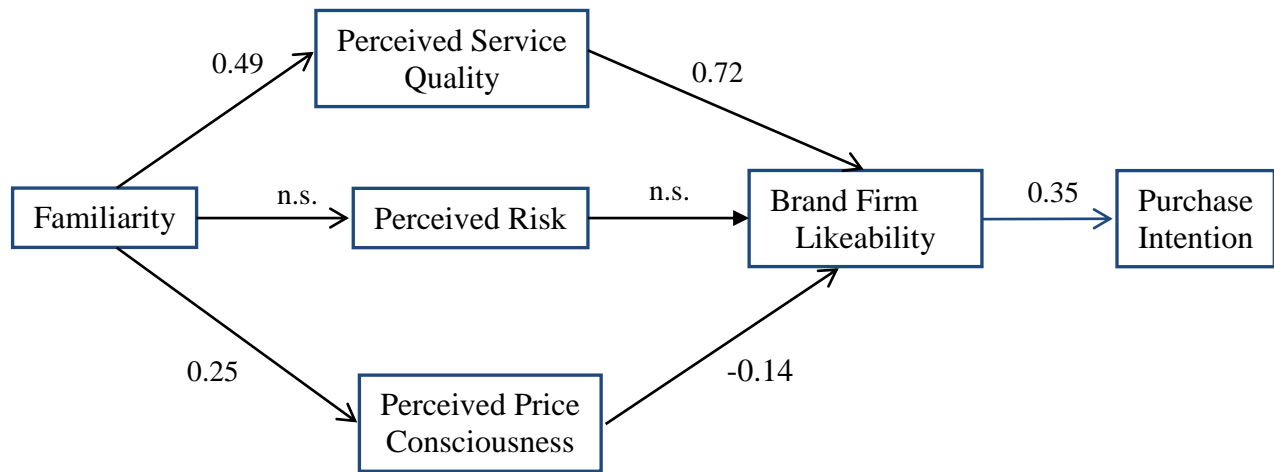 Perceived Service
Quality
0.49
0.72
Familiarity
n.s.
Perceived Risk
n.s.
Brand Firm
Likeability
0.35
Purchase
Intention
0.25
-0.14
Perceived Price
Consciousness